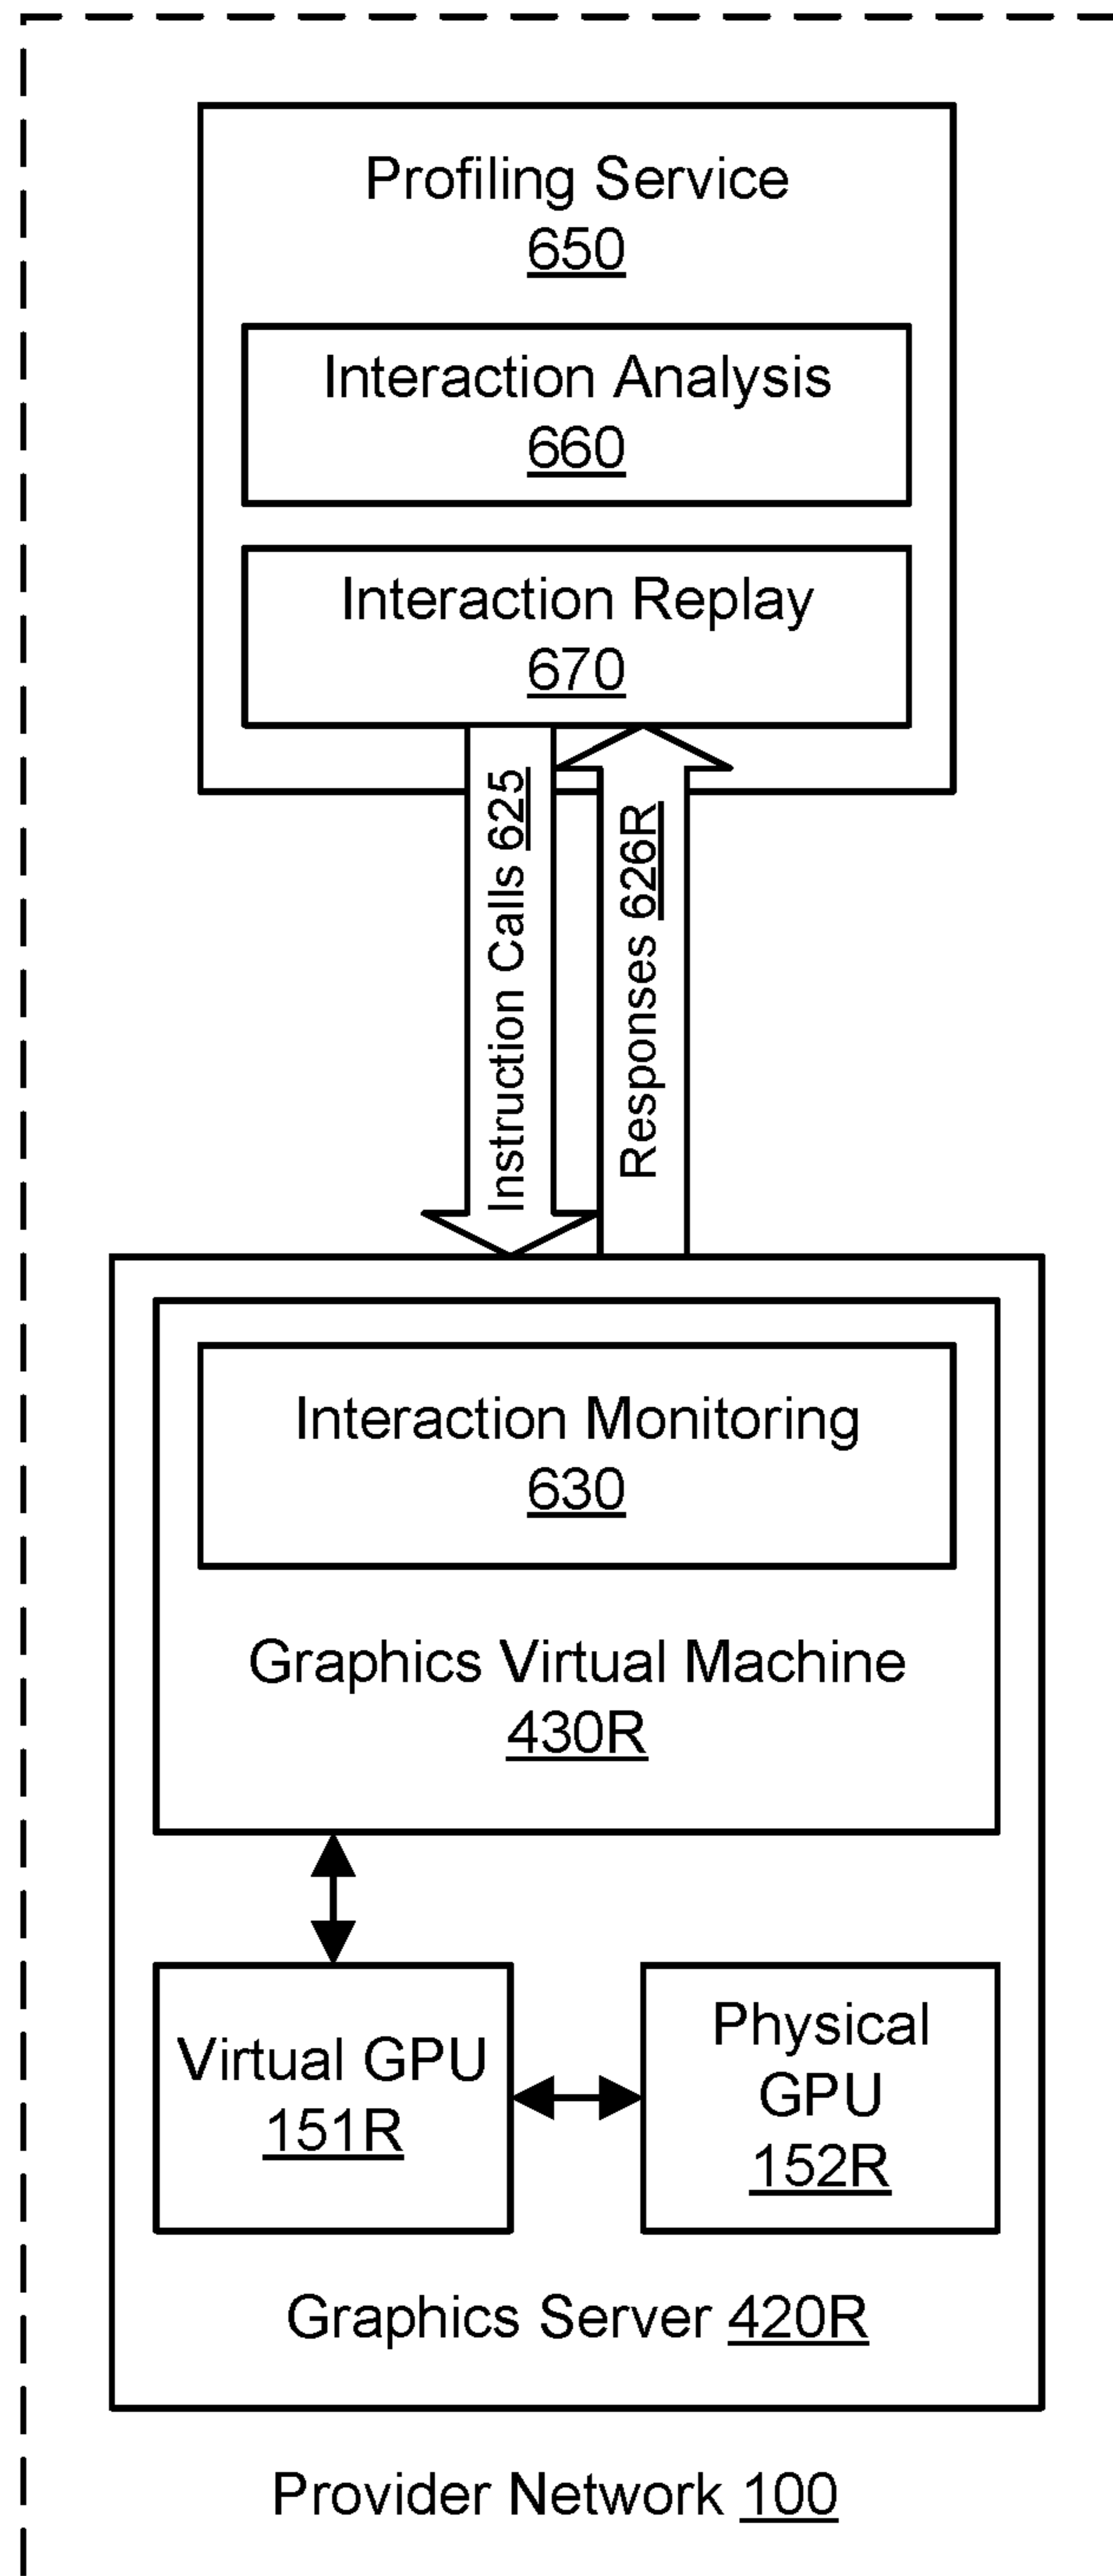 Profiling Service
650
Interaction Analysis
660
Interaction Replay
670
Instruction Calls 625
Responses 626R
Interaction Monitoring
630
Graphics Virtual Machine
430R
Virtual GPU
151R
Physical
GPU
152R
Graphics Server 420R
Provider Network 100